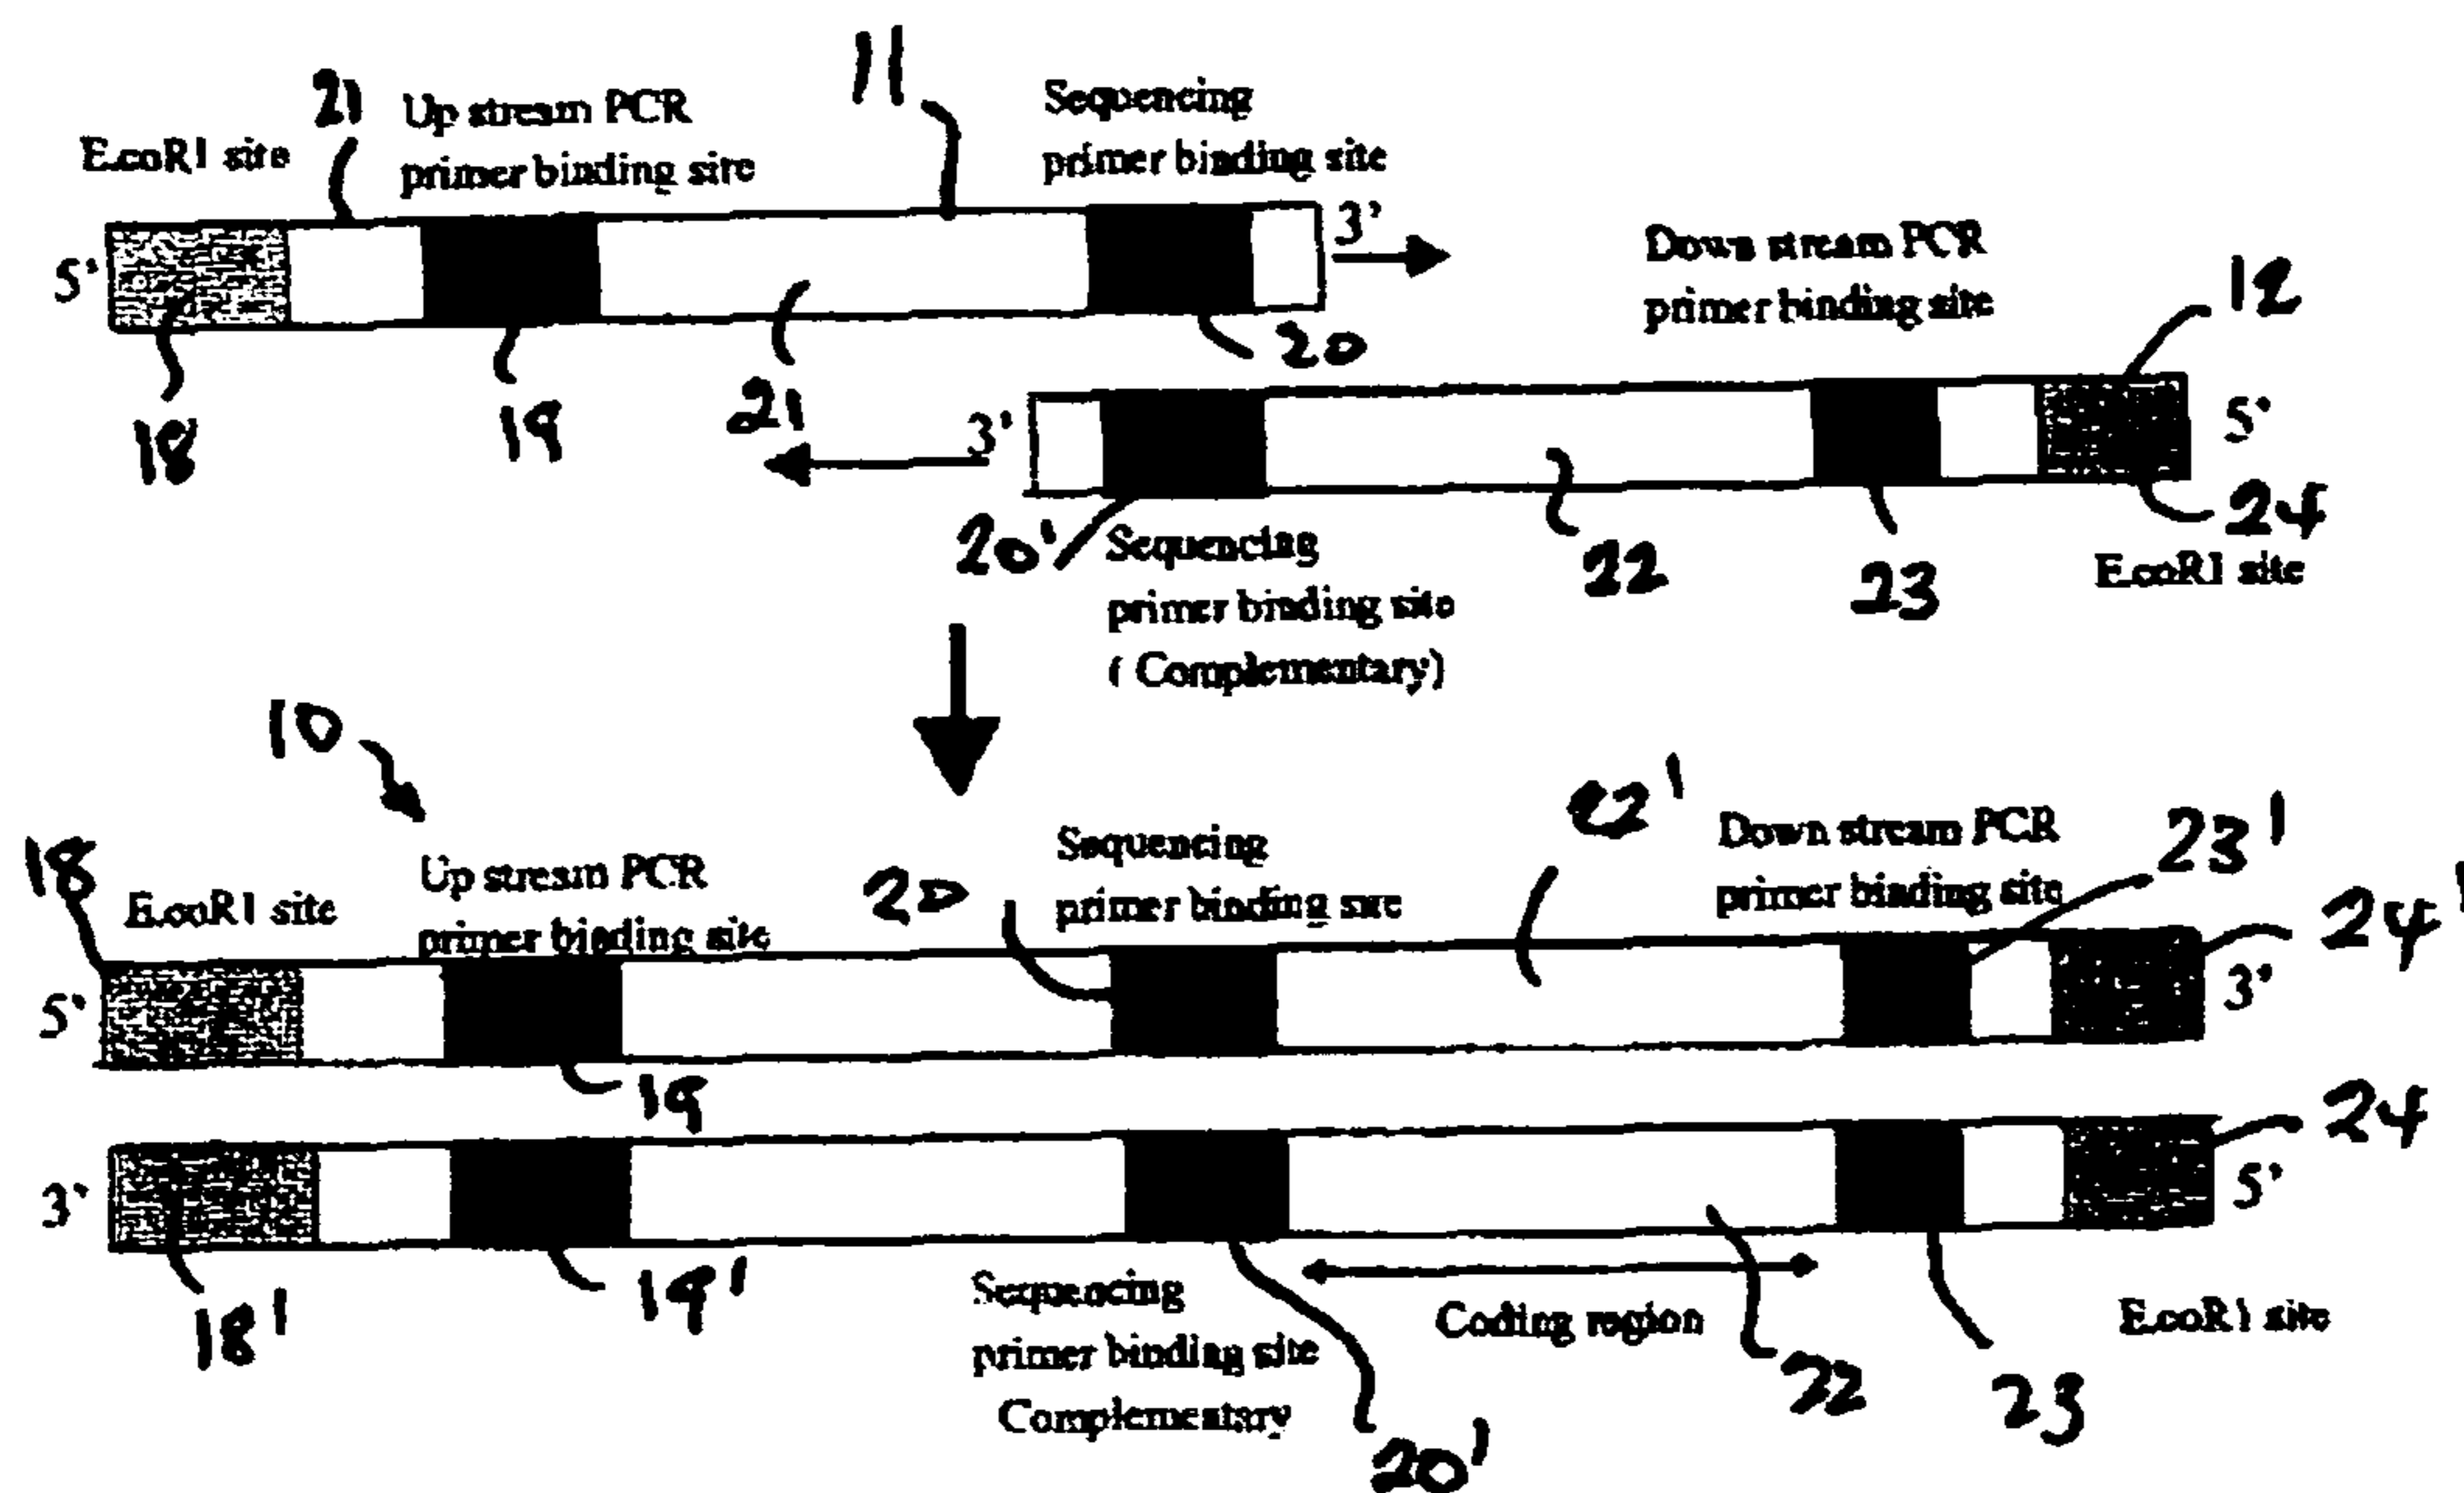 21
11
EcoR1 site
Up stream PCR
primer binding site
Sequencing
primer binding site
5'
3'
18
19
21
20
Down stream PCR
primer binding site
12
3'
5'
20'
Sequencing
primer binding site
( Complementary)
22
23
24
EcoR1 site
10
18
EcoR1 site
Up stream PCR
primer binding site
20
Sequencing
primer binding site
22'
Down stream PCR
primer binding site
23'
24'
5'
3'
19
24
3'
5'
18'
19'
Sequencing
primer binding site
Complementary
20'
Coding region
22
23
EcoR1 site